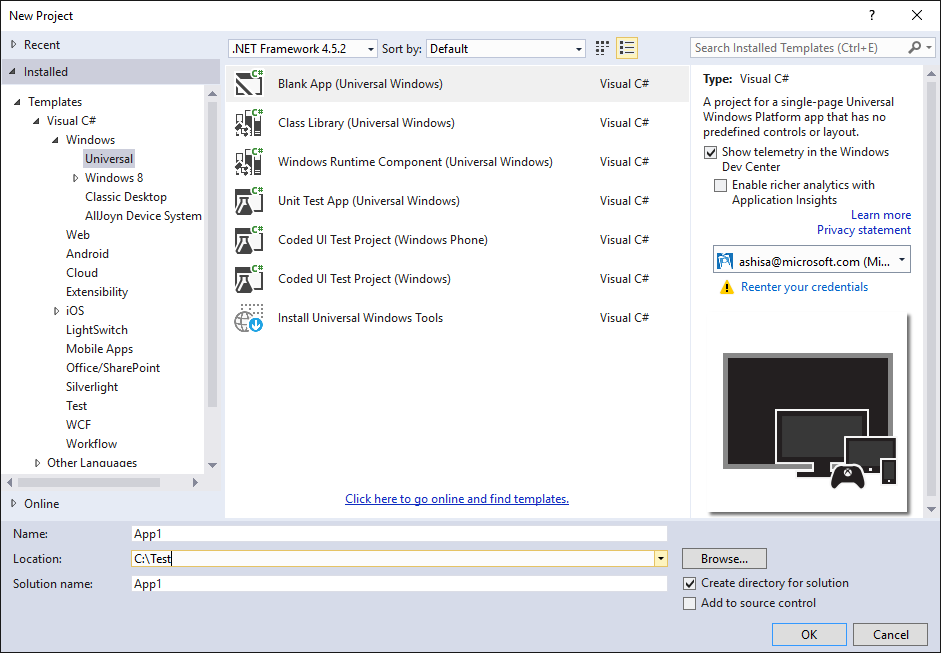 New Project
? 
Recent
.NET Framework 4.5.2 Sort by: Default
Search Installed Templates (Ctrl+E)
Installed
Templates
Visual C#
Windows
Universal
Windows 8
Classic Desktop
AllJoyn Device System
Web
Android
Cloud
Extensibility
iOS
LightSwitch
Mobile Apps
Office/SharePoint
Silverlight
Test
WCF
Workflow
Other Languages
Online
C# Blank App (Universal Windows) Visual C#
C# Class Library (Universal Windows) Visual C#
C# Windows Runtime Component (Universal Windows) Visual C#
C# Unit Test App (Universal Windows) Visual C#
C# Coded UI Test Project (Windows Phone) Visual C#
C# Coded UI Test Project (Windows) Visual C#
Install Universal Windows Tools Visual C#
Click here to go online and find templates.
Type: Visual C#
A project for a single-page Universal
Windows Platform app that has no
predefined controls or layout.
Show telemetry in the Windows
Dev Center
Enable richer analytics with
Application Insights
Learn more
Privacy statement
ashisa@microsoft.com (Mi...
Reenter your credentials
Name: App1
Location: C:\Test
Browse...
Solution name: App1
Create directory for solution
Add to source control
OK Cancel